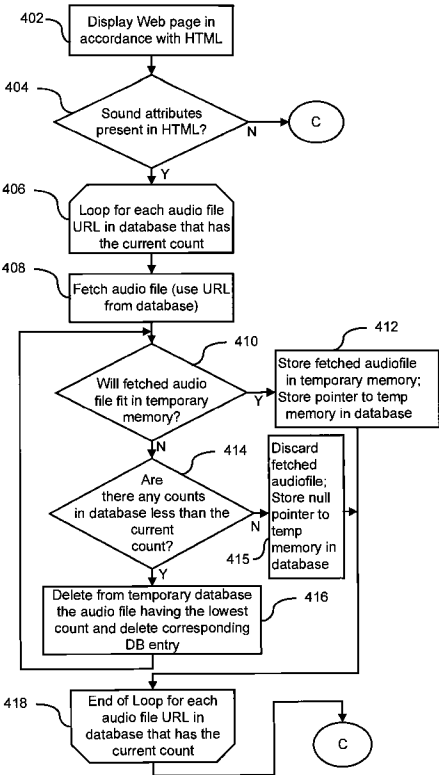 402
Display Web page in
accordance with HTML
404
Sound attributes
present in HTML?
N
C
Y
406
Loop for each audio file
URL in database that has
the current count
408
Fetch audio file (use URL
from database)
410
412
Will fetched audio
file fit in temporary
memory?
Y
Store fetched audiofile
in temporary memory;
Store pointer to temp
memory in database
N
414
Are
there any counts
in database less than the
current
count?
N
Discard
fetched
audiofile;
Store null
pointer to
temp
memory in
database
415
Y
Delete from temporary database
the audio file having the lowest
count and delete corresponding
DB entry
416
418
End of Loop for each
audio file URL in
database that has the
current count
C